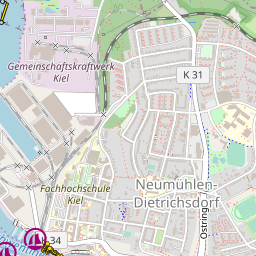 Gemeinschaftskraftwerk
Kiel
K 31
Fachhochschule
Kiel
Neumühlen-
Dietrichsdorf
Ostring
K 34